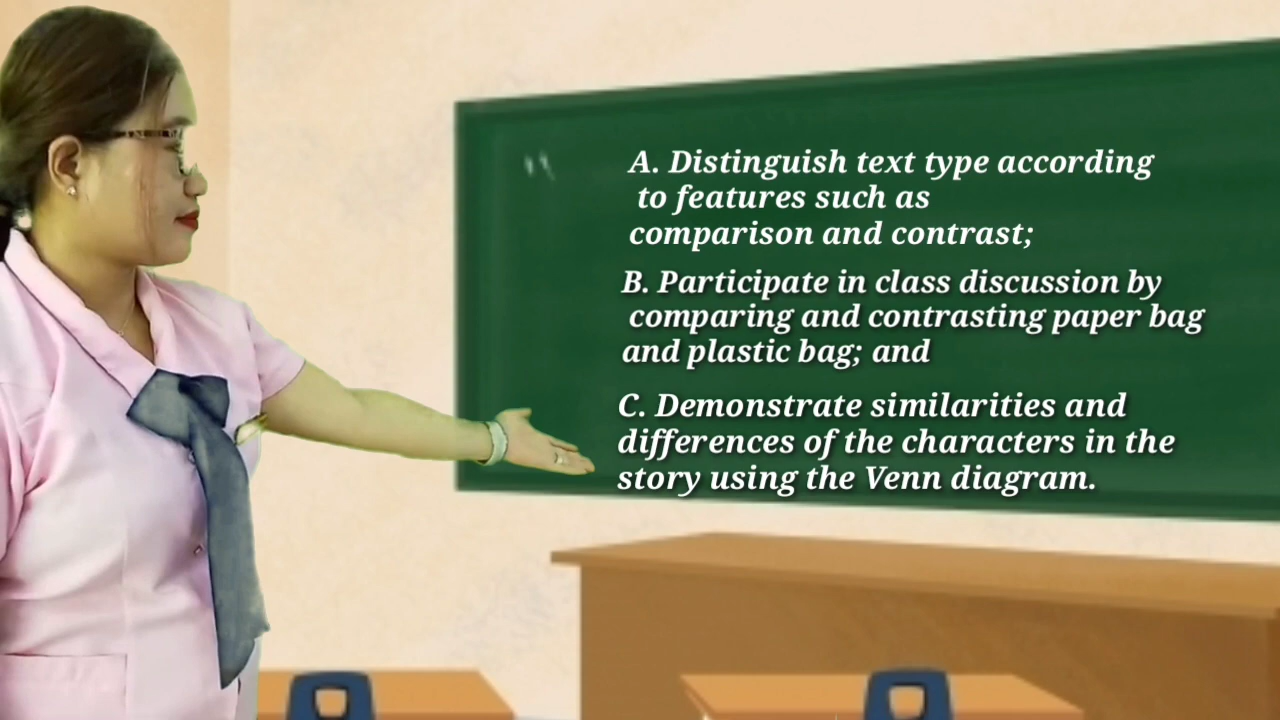 A. Distinguish text type according
to features such as
comparison and contrast;
B. Participate in class discussion by
comparing and contrasting paper bag
and plastic bag; and
C. Demonstrate similarities and
differences of the characters in the
story using the Venn diagram.